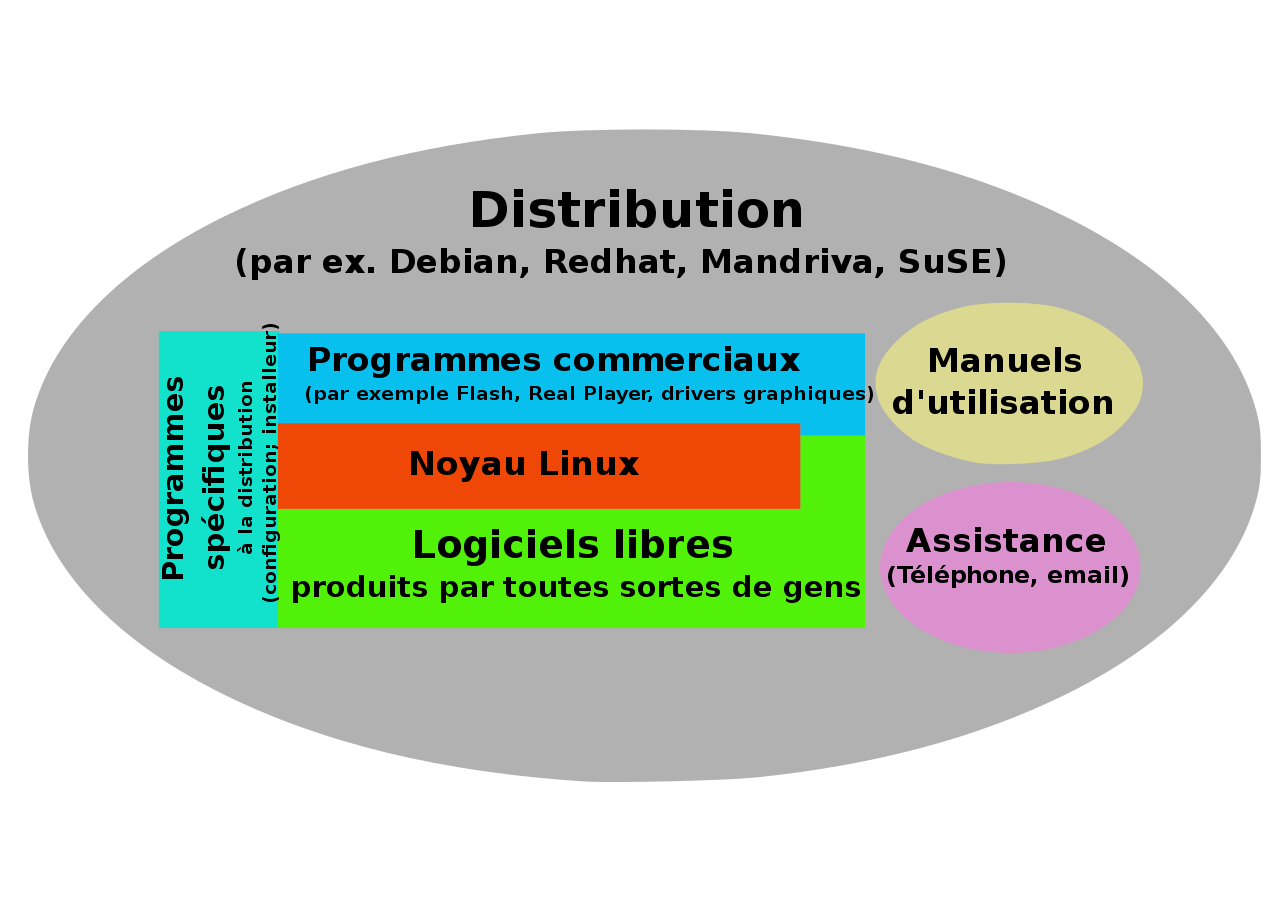 Distribution
(par ex. Debian, Redhat, Mandriva, SuSE)
Programmes
spécifiques
à la distribution
(configuration; installeur)
Programmes commerciaux
(par exemple Flash, Real Player, drivers graphiques)
Noyau Linux
Logiciels libres
produits par toutes sortes de gens
Manuels
d'utilisation
Assistance
(Téléphone, email)